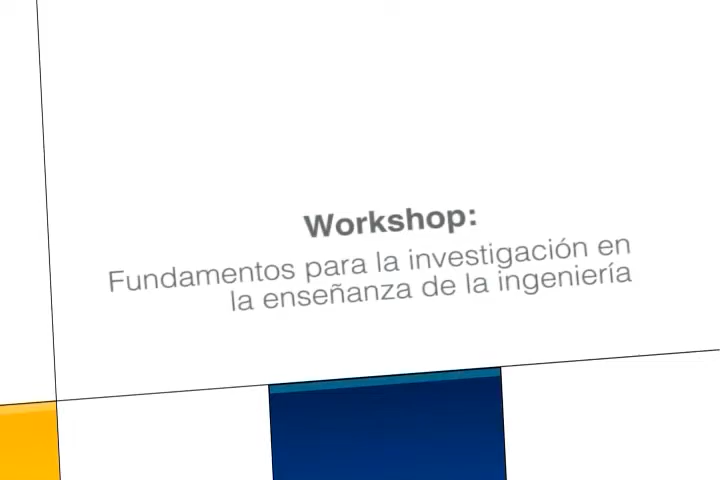 Workshop:
Fundamentos para la investigación en
la enseñanza de la ingeniería